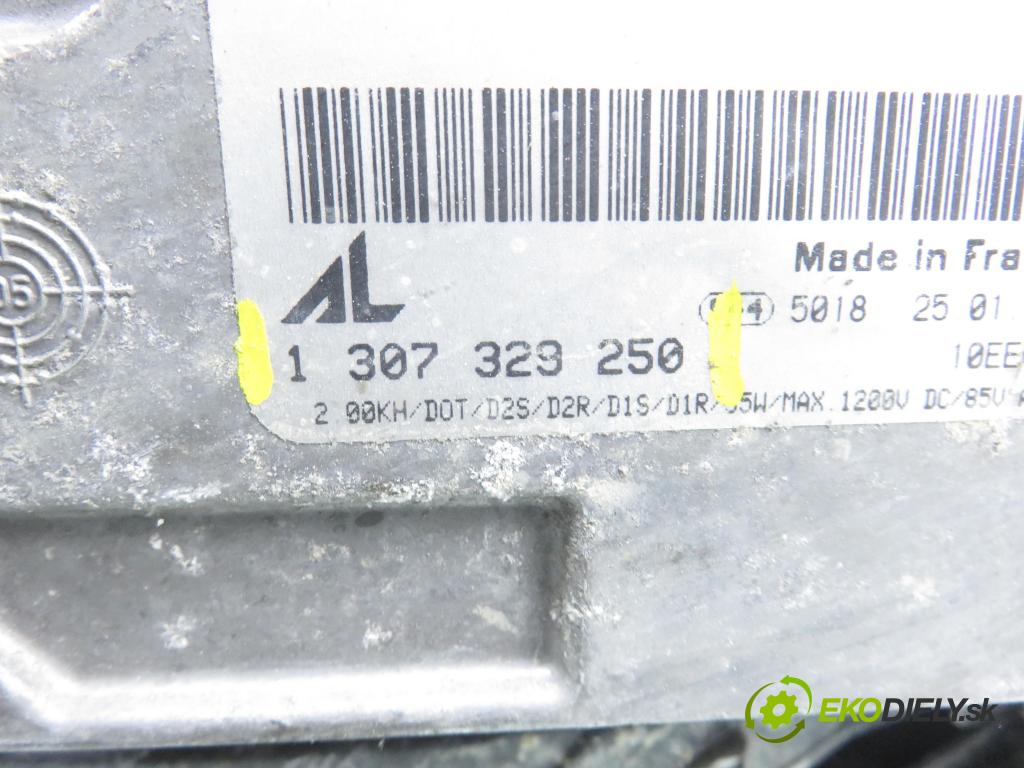 Made in Fra
AL
5018 25 01
1 307 329 250
10EE
2.00KH/DOT/D2S/D2R/D1S/D1R/35W/MAX.1200V DC/85V
05
EKODIELY.sk